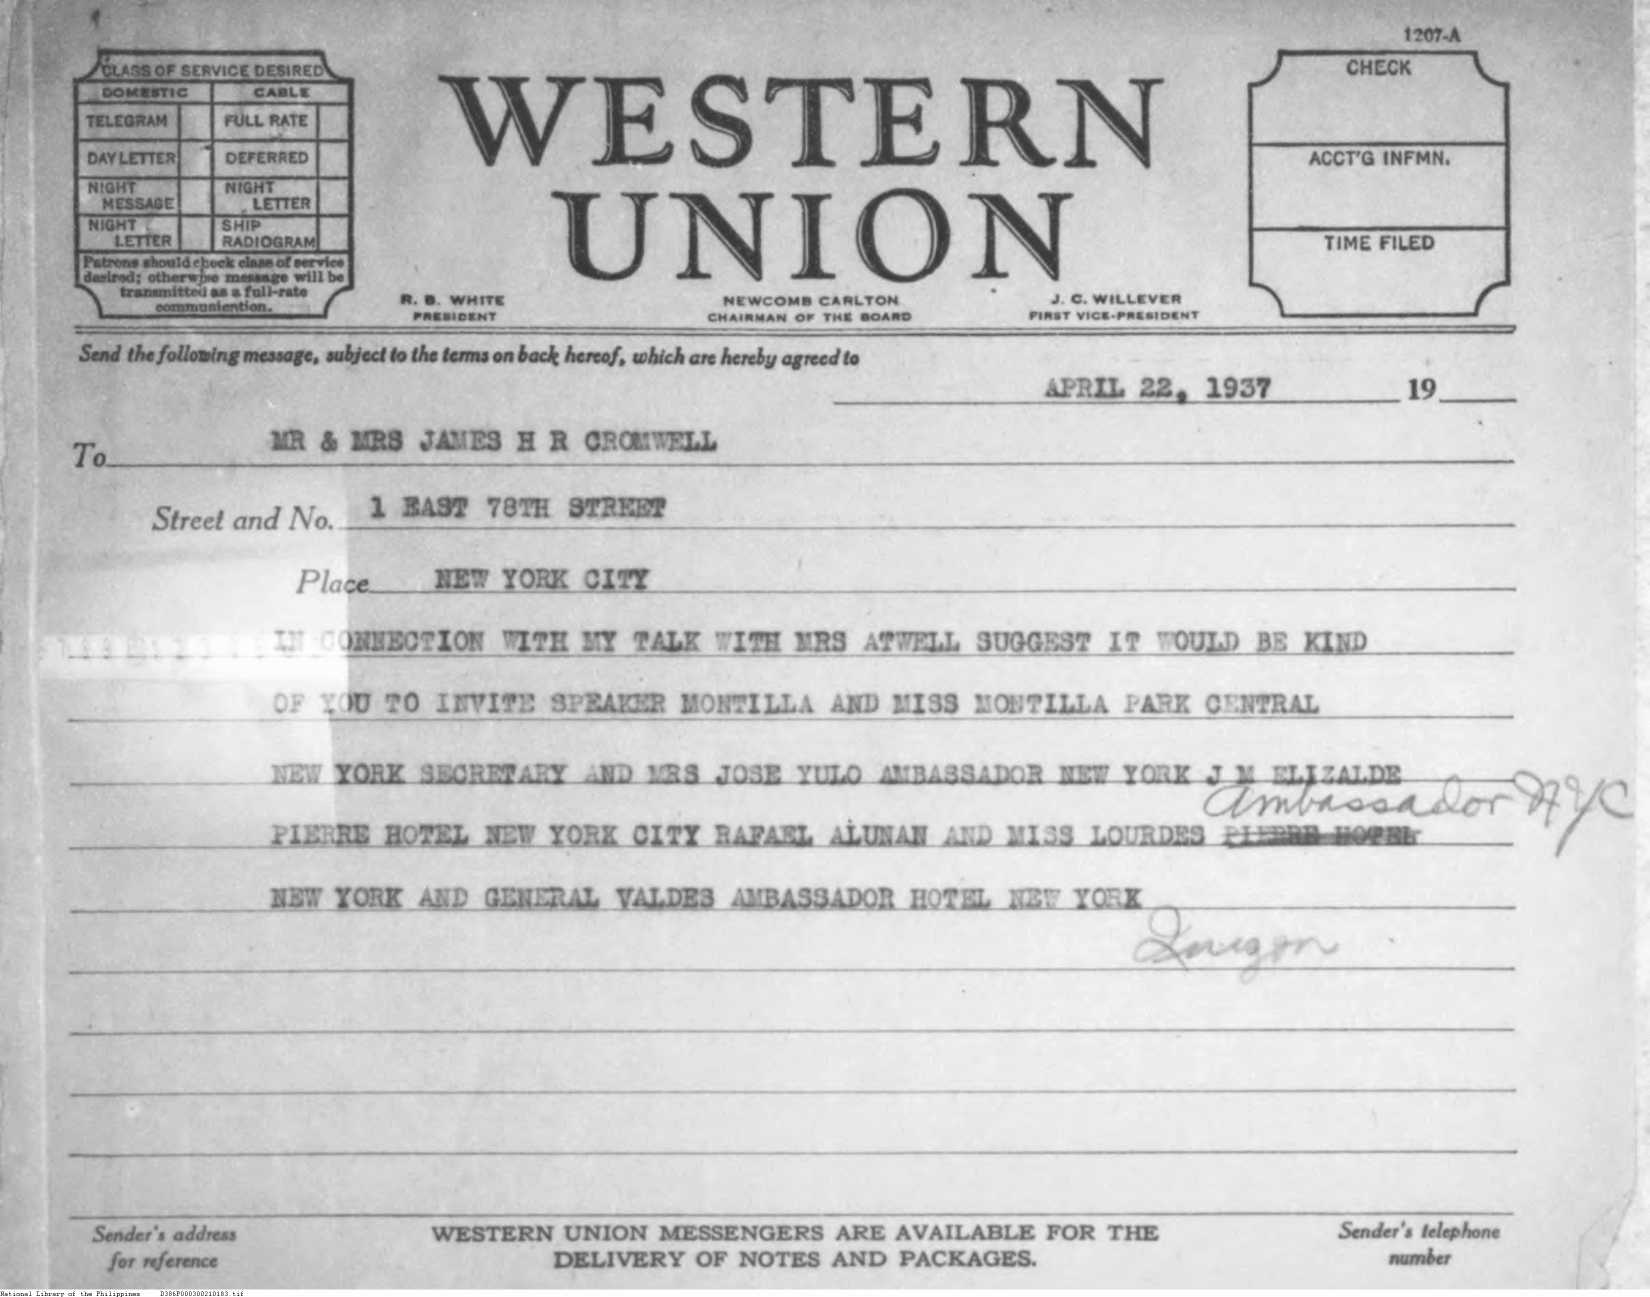 1207-A
CLASS OF SERVICE DESIRED
DOMESTIC CABLE
TELEGRAM FULL RATE
DAY LETTER DEFERRED
NIGHT MESSAGE NIGHT LETTER
NIGHT LETTER SHIP RADIOGRAM
Patrons should check class of service
desired; otherwise message will be
transmitted as a full-rate
communication.
WESTERN
UNION
R. B. WHITE
PRESIDENT
NEWCOMB CARLTON
CHAIRMAN OF THE BOARD
J. C. WILLEVER
FIRST VICE-PRESIDENT
CHECK
ACCT'G INFMN.
TIME FILED
Send the following message, subject to the terms on back hereof, which are hereby agreed to
APRIL 22, 1937 19
To MR & MRS JAMES H R CROMWELL
Street and No. 1 EAST 78TH STREET
Place NEW YORK CITY
IN CONNECTION WITH MY TALK WITH MRS ATWELL SUGGEST IT WOULD BE KIND
OF YOU TO INVITE SPEAKER MONTILLA AND MISS MONTILLA PARK CENTRAL
NEW YORK SECRETARY AND MRS JOSE YULO AMBASSADOR NEW YORK J M ELIZALDE
Ambassador NYC
PIERRE HOTEL NEW YORK CITY RAFAEL ALUNAN AND MISS LOURDES PIERRE HOTEL
NEW YORK AND GENERAL VALDES AMBASSADOR HOTEL NEW YORK
Quezon
Sender's address
for reference
WESTERN UNION MESSENGERS ARE AVAILABLE FOR THE
DELIVERY OF NOTES AND PACKAGES.
Sender's telephone
number
National Library of the Philippines D386P000300210183.tif